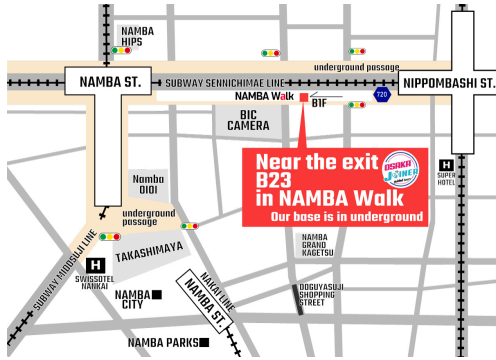 NAMBA
HIPS
underground passage
NAMBA ST.
SUBWAY SENNICHIMAE LINE
NIPPOMBASHI ST.
NAMBA Walk
B1F
720
BIC
CAMERA
Near the exit
B23
in NAMBA Walk
Our base is in underground
OSAKA
JOINER
H
SUPER
HOTEL
Namba
OIOI
underground
passage
SUBWAY MIDOSUJI LINE
TAKASHIMAYA
NAMBA
GRAND
KAGETSU
H
SWISSOTEL
NANKAI
NANKAI LINE
NAMBA ST.
NAMBA
CITY
DOGUYASUJI
SHOPPING
STREET
NAMBA PARKS